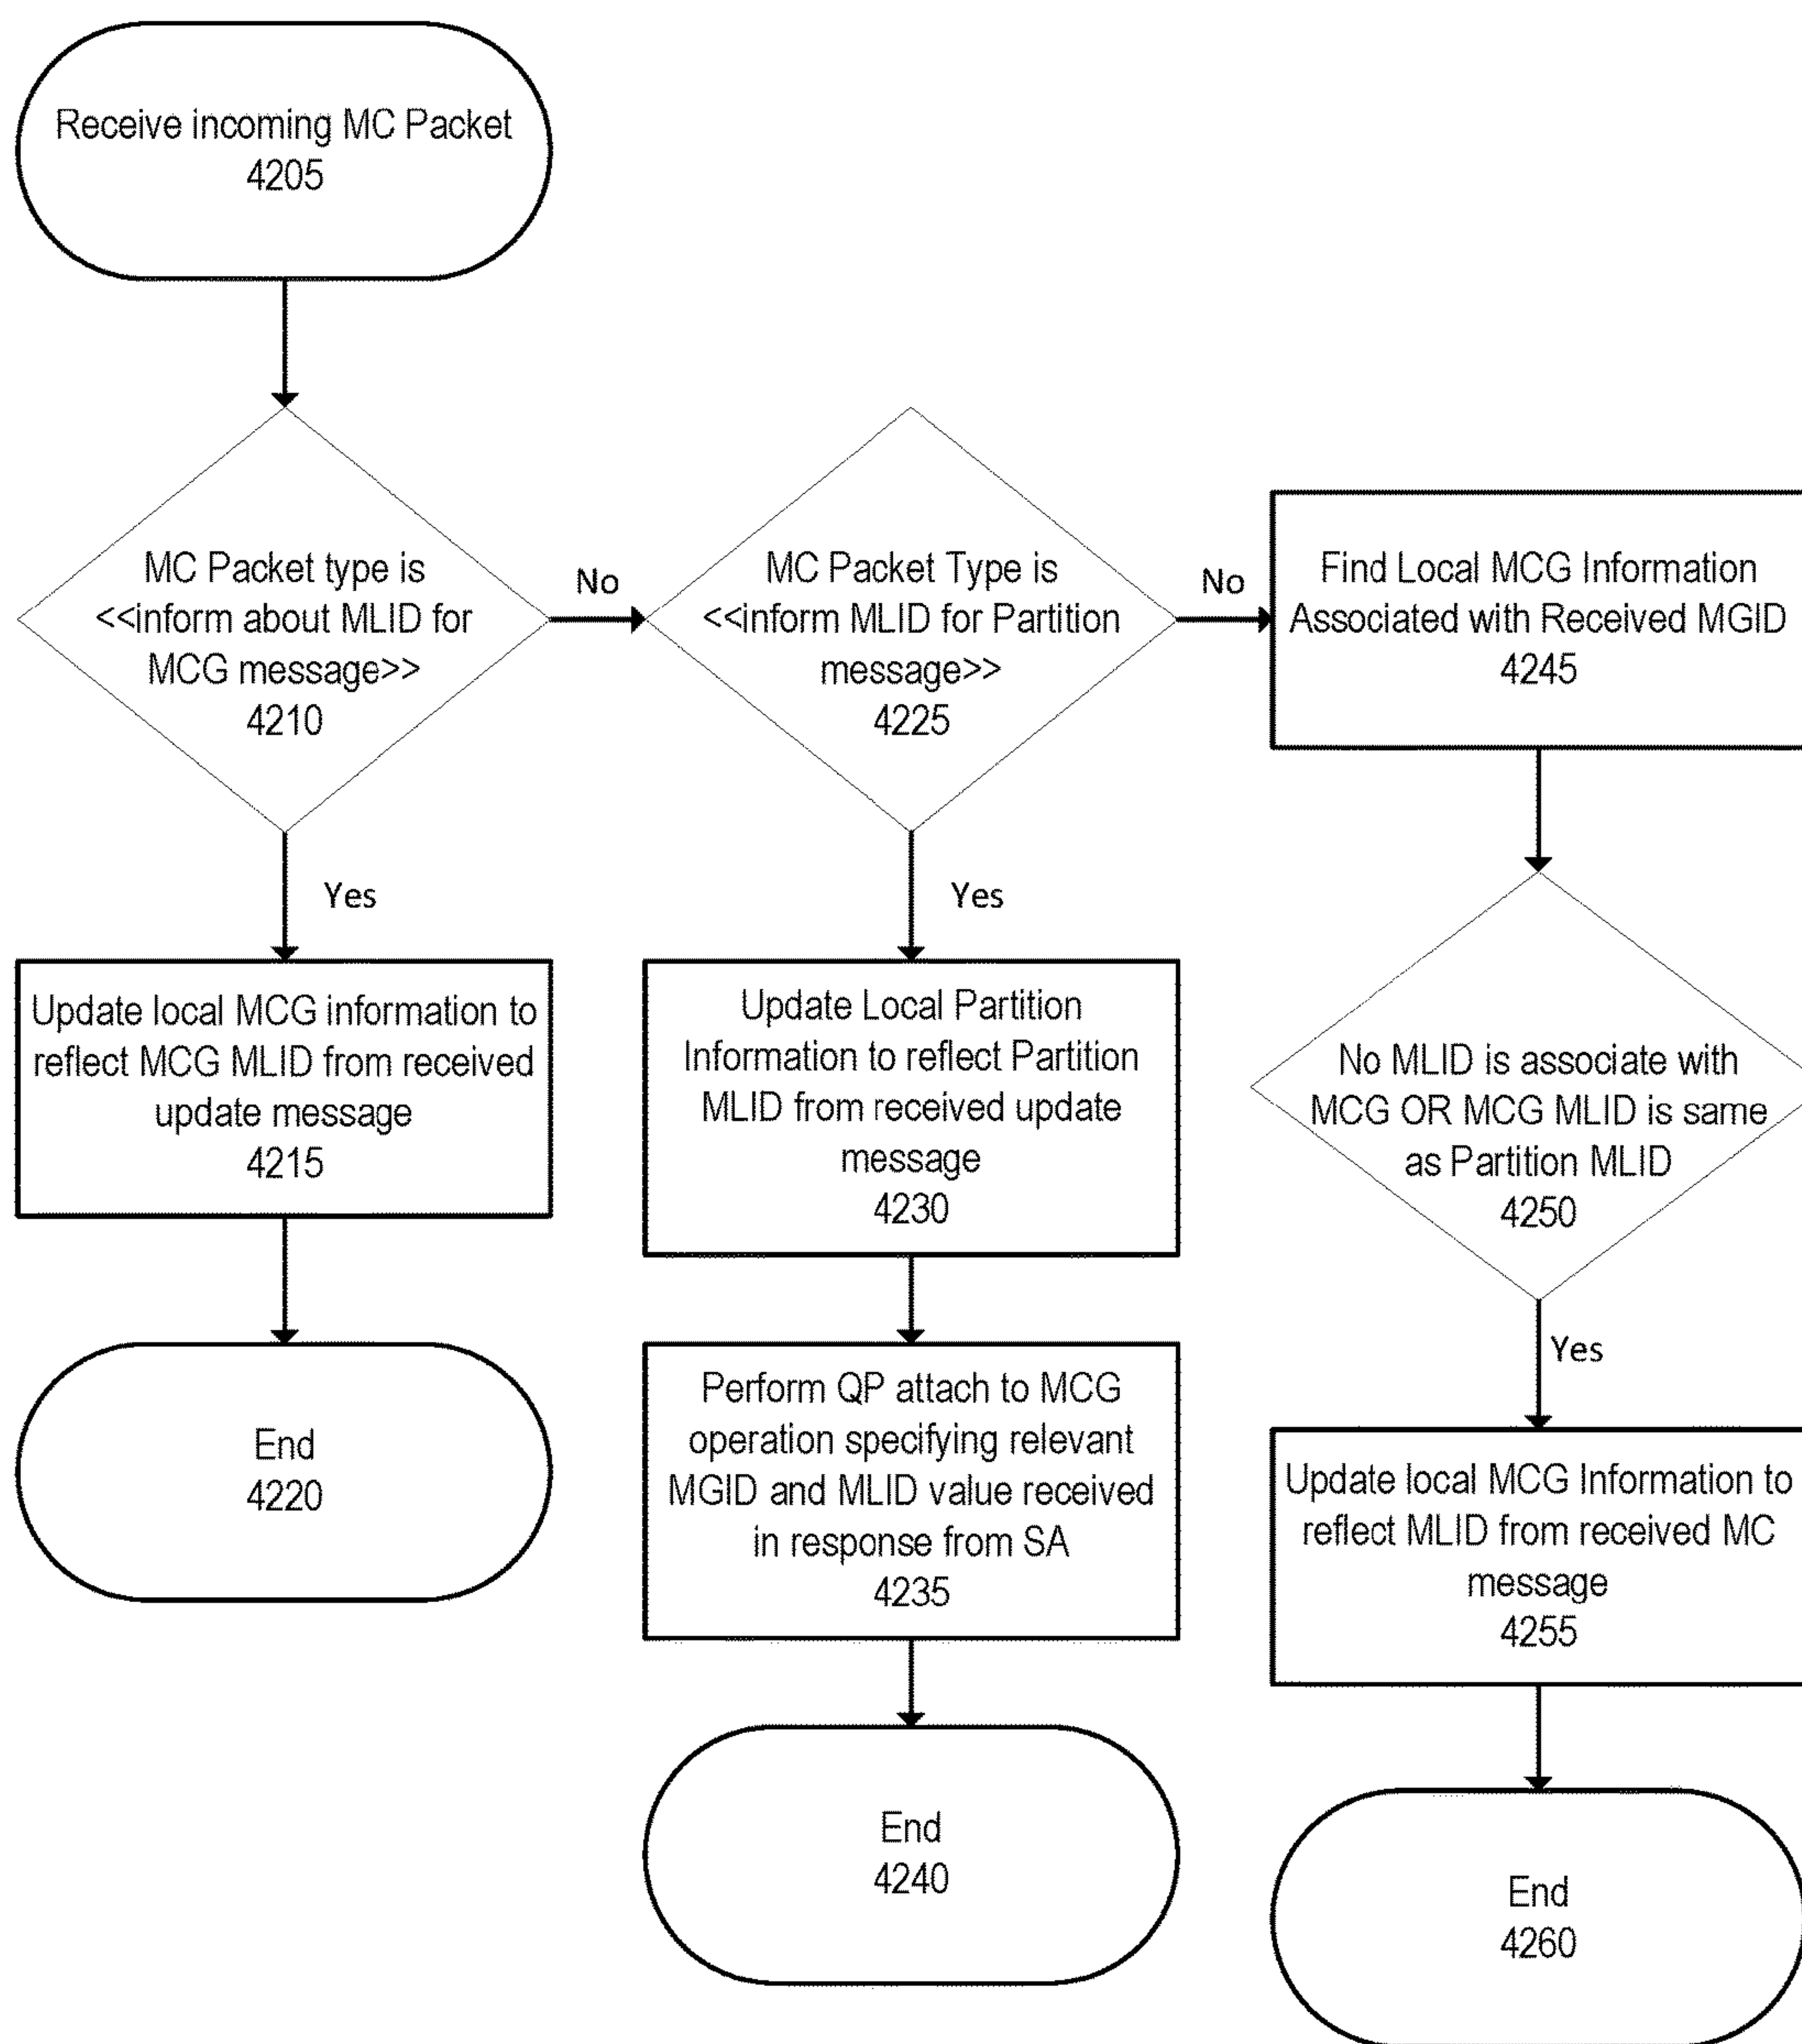 Receive incoming MC Packet
4205
MC Packet type is
<<inform about MLID for
MCG message>>
4210
Yes
Update local MCG information to
reflect MCG MLID from received
update message
4215
End
4220
No
MC Packet Type is
<<inform MLID for Partition
message>>
4225
Yes
Update Local Partition
Information to reflect Partition
MLID from received update
message
4230
Perform QP attach to MCG
operation specifying relevant
MGID and MLID value received
in response from SA
4235
End
4240
No
Find Local MCG Information
Associated with Received MGID
4245
No MLID is associate with
MCG OR MCG MLID is same
as Partition MLID
4250
Yes
Update local MCG Information to
reflect MLID from received MC
message
4255
End
4260